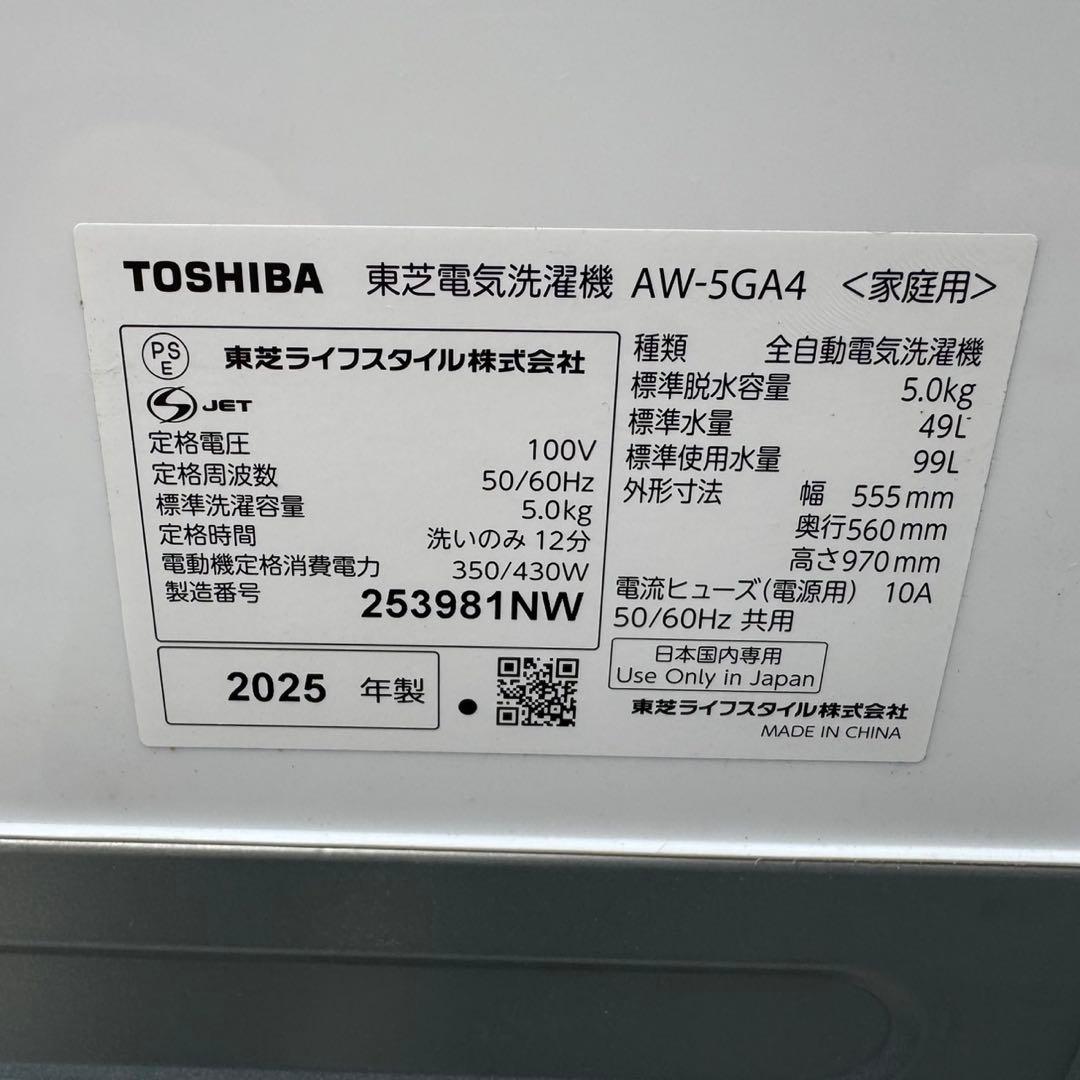 TOSHIBA 東芝電気洗濯機 AW-5GA4 <家庭用>
PS
E
東芝ライフスタイル株式会社
S JET
定格電圧 100V
定格周波数 50/60Hz
標準洗濯容量 5.0kg
定格時間 洗いのみ 12分
電動機定格消費電力 350/430W
製造番号 253981NW
2025 年製
種類 全自動電気洗濯機
標準脱水容量 5.0kg
標準水量 49L
標準使用水量 99L
外形寸法 幅 555mm
奥行560mm
高さ970mm
電流ヒューズ(電源用) 10A
50/60Hz 共用
日本国内専用
Use Only in Japan
東芝ライフスタイル株式会社
MADE IN CHINA